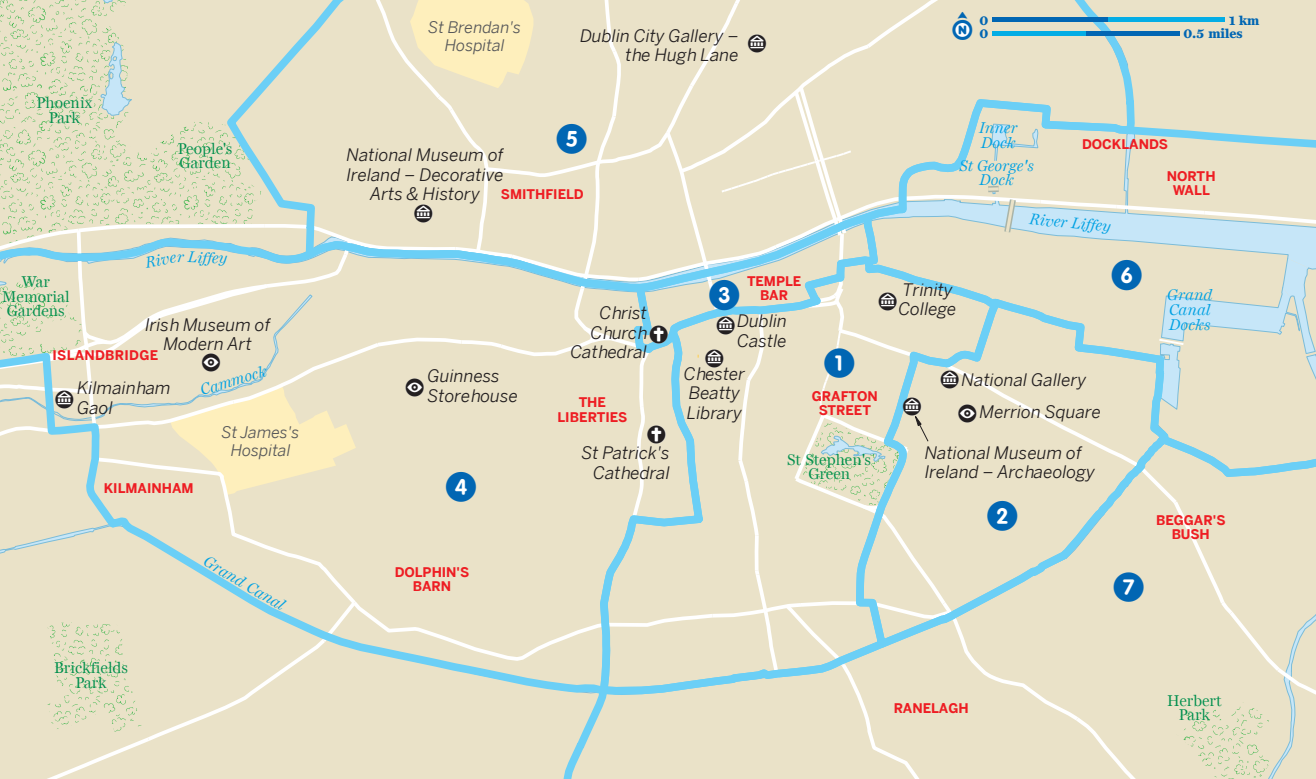 St Brendan's
Hospital
Dublin City Gallery –
the Hugh Lane
N
0
1 km
0
0.5 miles
Phoenix
Park
People's
Garden
5
National Museum of
Ireland – Decorative
Arts & History
SMITHFIELD
Inner
Dock
DOCKLANDS
St George's
Dock
NORTH
WALL
River Liffey
River Liffey
War
Memorial
Gardens
3
TEMPLE
BAR
6
Trinity
College
Grand
Canal
Docks
Irish Museum of
Modern Art
ISLANDBRIDGE
Christ
Church
Cathedral
Dublin
Castle
Cammock
Kilmainham
Gaol
Guinness
Storehouse
Chester
Beatty
Library
1
GRAFTON
STREET
National Gallery
Merrion Square
THE
LIBERTIES
St James's
Hospital
St Patrick's
Cathedral
St Stephen's
Green
National Museum of
Ireland – Archaeology
KILMAINHAM
4
2
BEGGAR'S
BUSH
Grand Canal
DOLPHIN'S
BARN
7
Brickfields
Park
RANELAGH
Herbert
Park